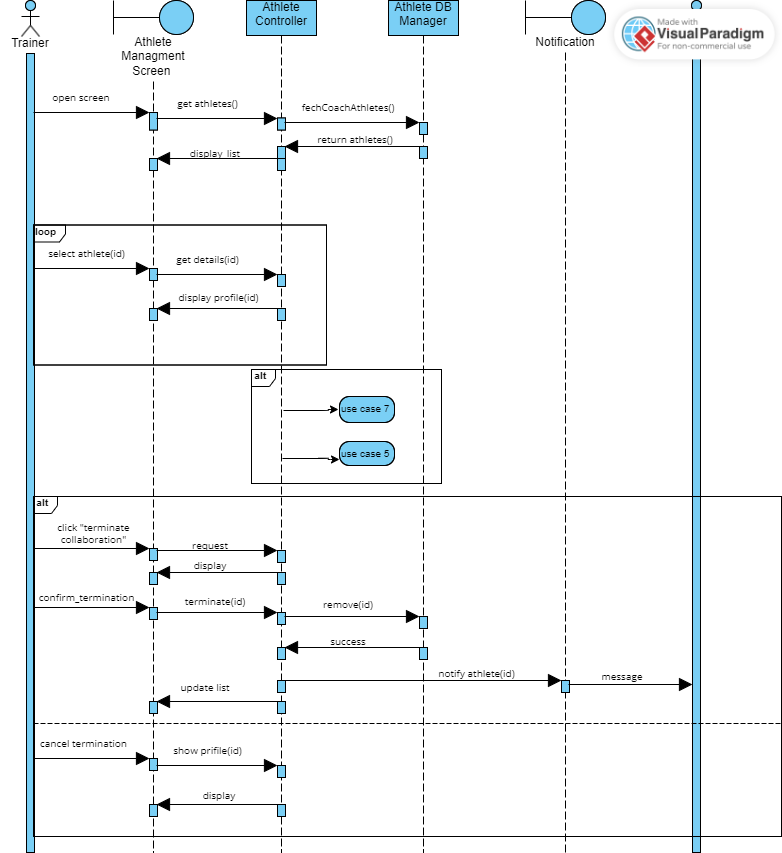 Trainer
Athlete
Managment
Screen
Athlete
Controller
Athlete DB
Manager
Notification
Made with
VisualParadigm
For non-commercial use
open screen
get athletes()
fechCoachAthletes()
return athletes()
display list
loop
select athlete(id)
get details(id)
display profile(id)
alt
use case 7
use case 5
alt
click "terminate
collaboration"
request
display
confirm_termination
terminate(id)
remove(id)
success
notify athlete(id)
message
update list
cancel termination
show prifile(id)
display